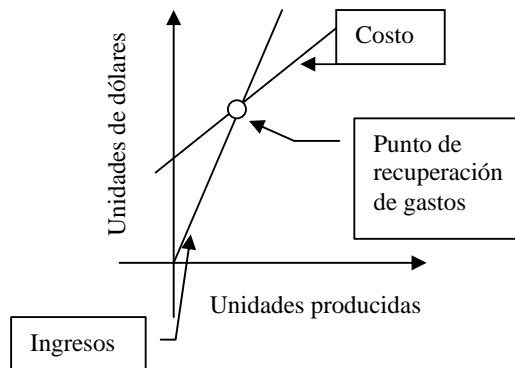 Costo
Unidades de dólares
Punto de
recuperación
de gastos
Unidades producidas
Ingresos